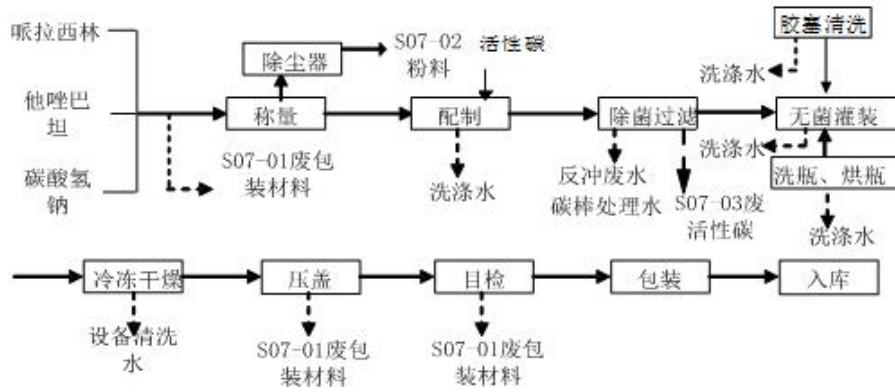 哌拉西林
他唑巴
坦
碳酸氢
钠
除尘器
S07-02
粉料
活性碳
胶塞清洗
洗涤水
称量
配制
除菌过滤
无菌灌装
S07-01废包
装材料
洗涤水
反冲废水
碳棒处理水
S07-03废
活性碳
洗涤水
洗瓶、烘瓶
洗涤水
冷冻干燥
压盖
目检
包装
入库
设备清洗
水
S07-01废包
装材料
S07-01废包
装材料